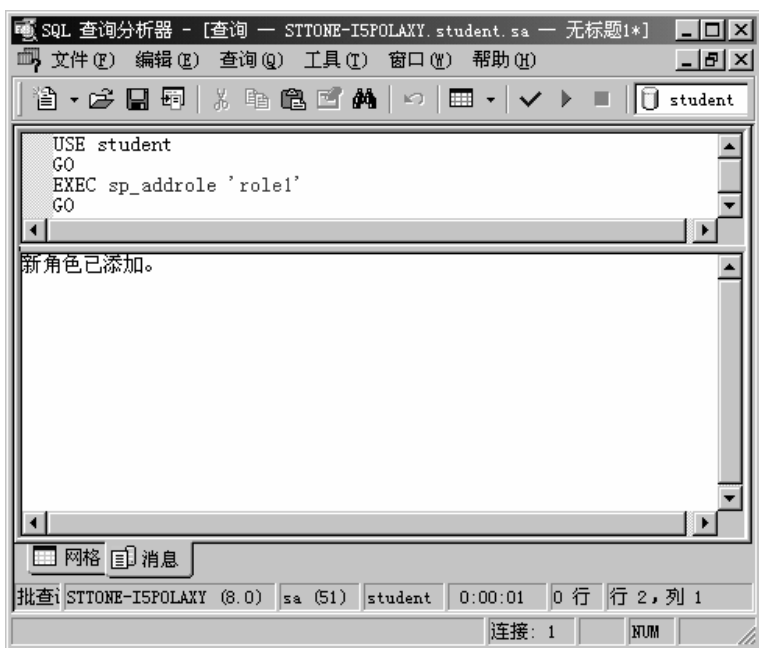 SQL 查询分析器 - [查询 — STTONE-I5POLAXY.student.sa — 无标题1*]
文件(F) 编辑(E) 查询(Q) 工具(T) 窗口(W) 帮助(H)
student
USE student
GO
EXEC sp_addrole 'role1'
GO
新角色已添加。
网格 消息
批查 STTONE-I5POLAXY (8.0) sa (51) student 0:00:01 0 行 行 2，列 1
连接: 1 NUM